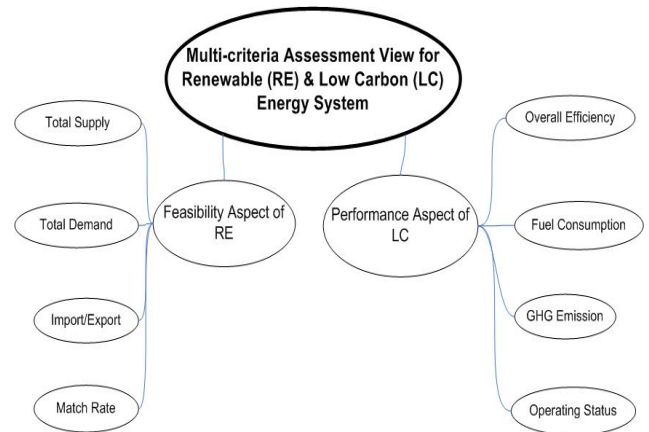 Multi-criteria Assessment View for
Renewable (RE) & Low Carbon (LC)
Energy System
Total Supply
Total Demand
Import/Export
Match Rate
Feasibility Aspect of
RE
Performance Aspect of
LC
Overall Efficiency
Fuel Consumption
GHG Emission
Operating Status